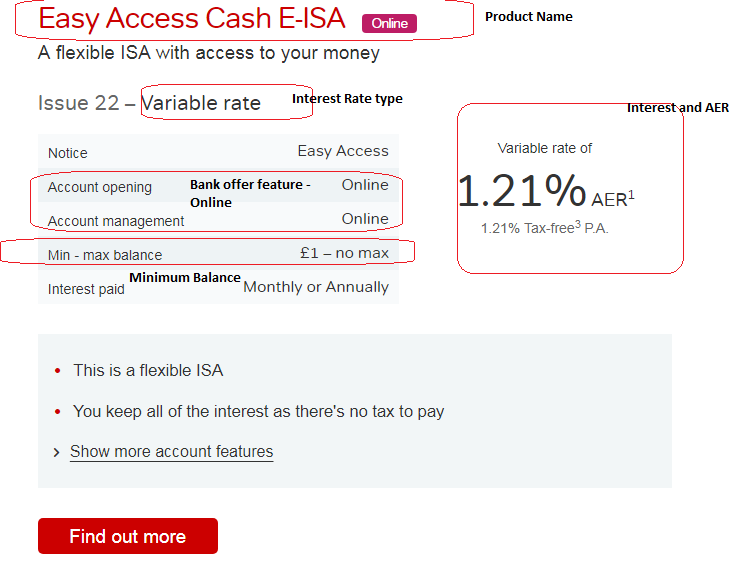 Easy Access Cash E-ISA Online Product Name
A flexible ISA with access to your money
Issue 22 – Variable rate Interest Rate type
Interest and AER
Notice Easy Access
Account opening Bank offer feature - Online Online
Account management Online
Min - max balance £1 – no max
Minimum Balance
Interest paid Monthly or Annually
Variable rate of
1.21% AER1
1.21% Tax-free3 P.A.
• This is a flexible ISA
• You keep all of the interest as there's no tax to pay
› Show more account features
Find out more